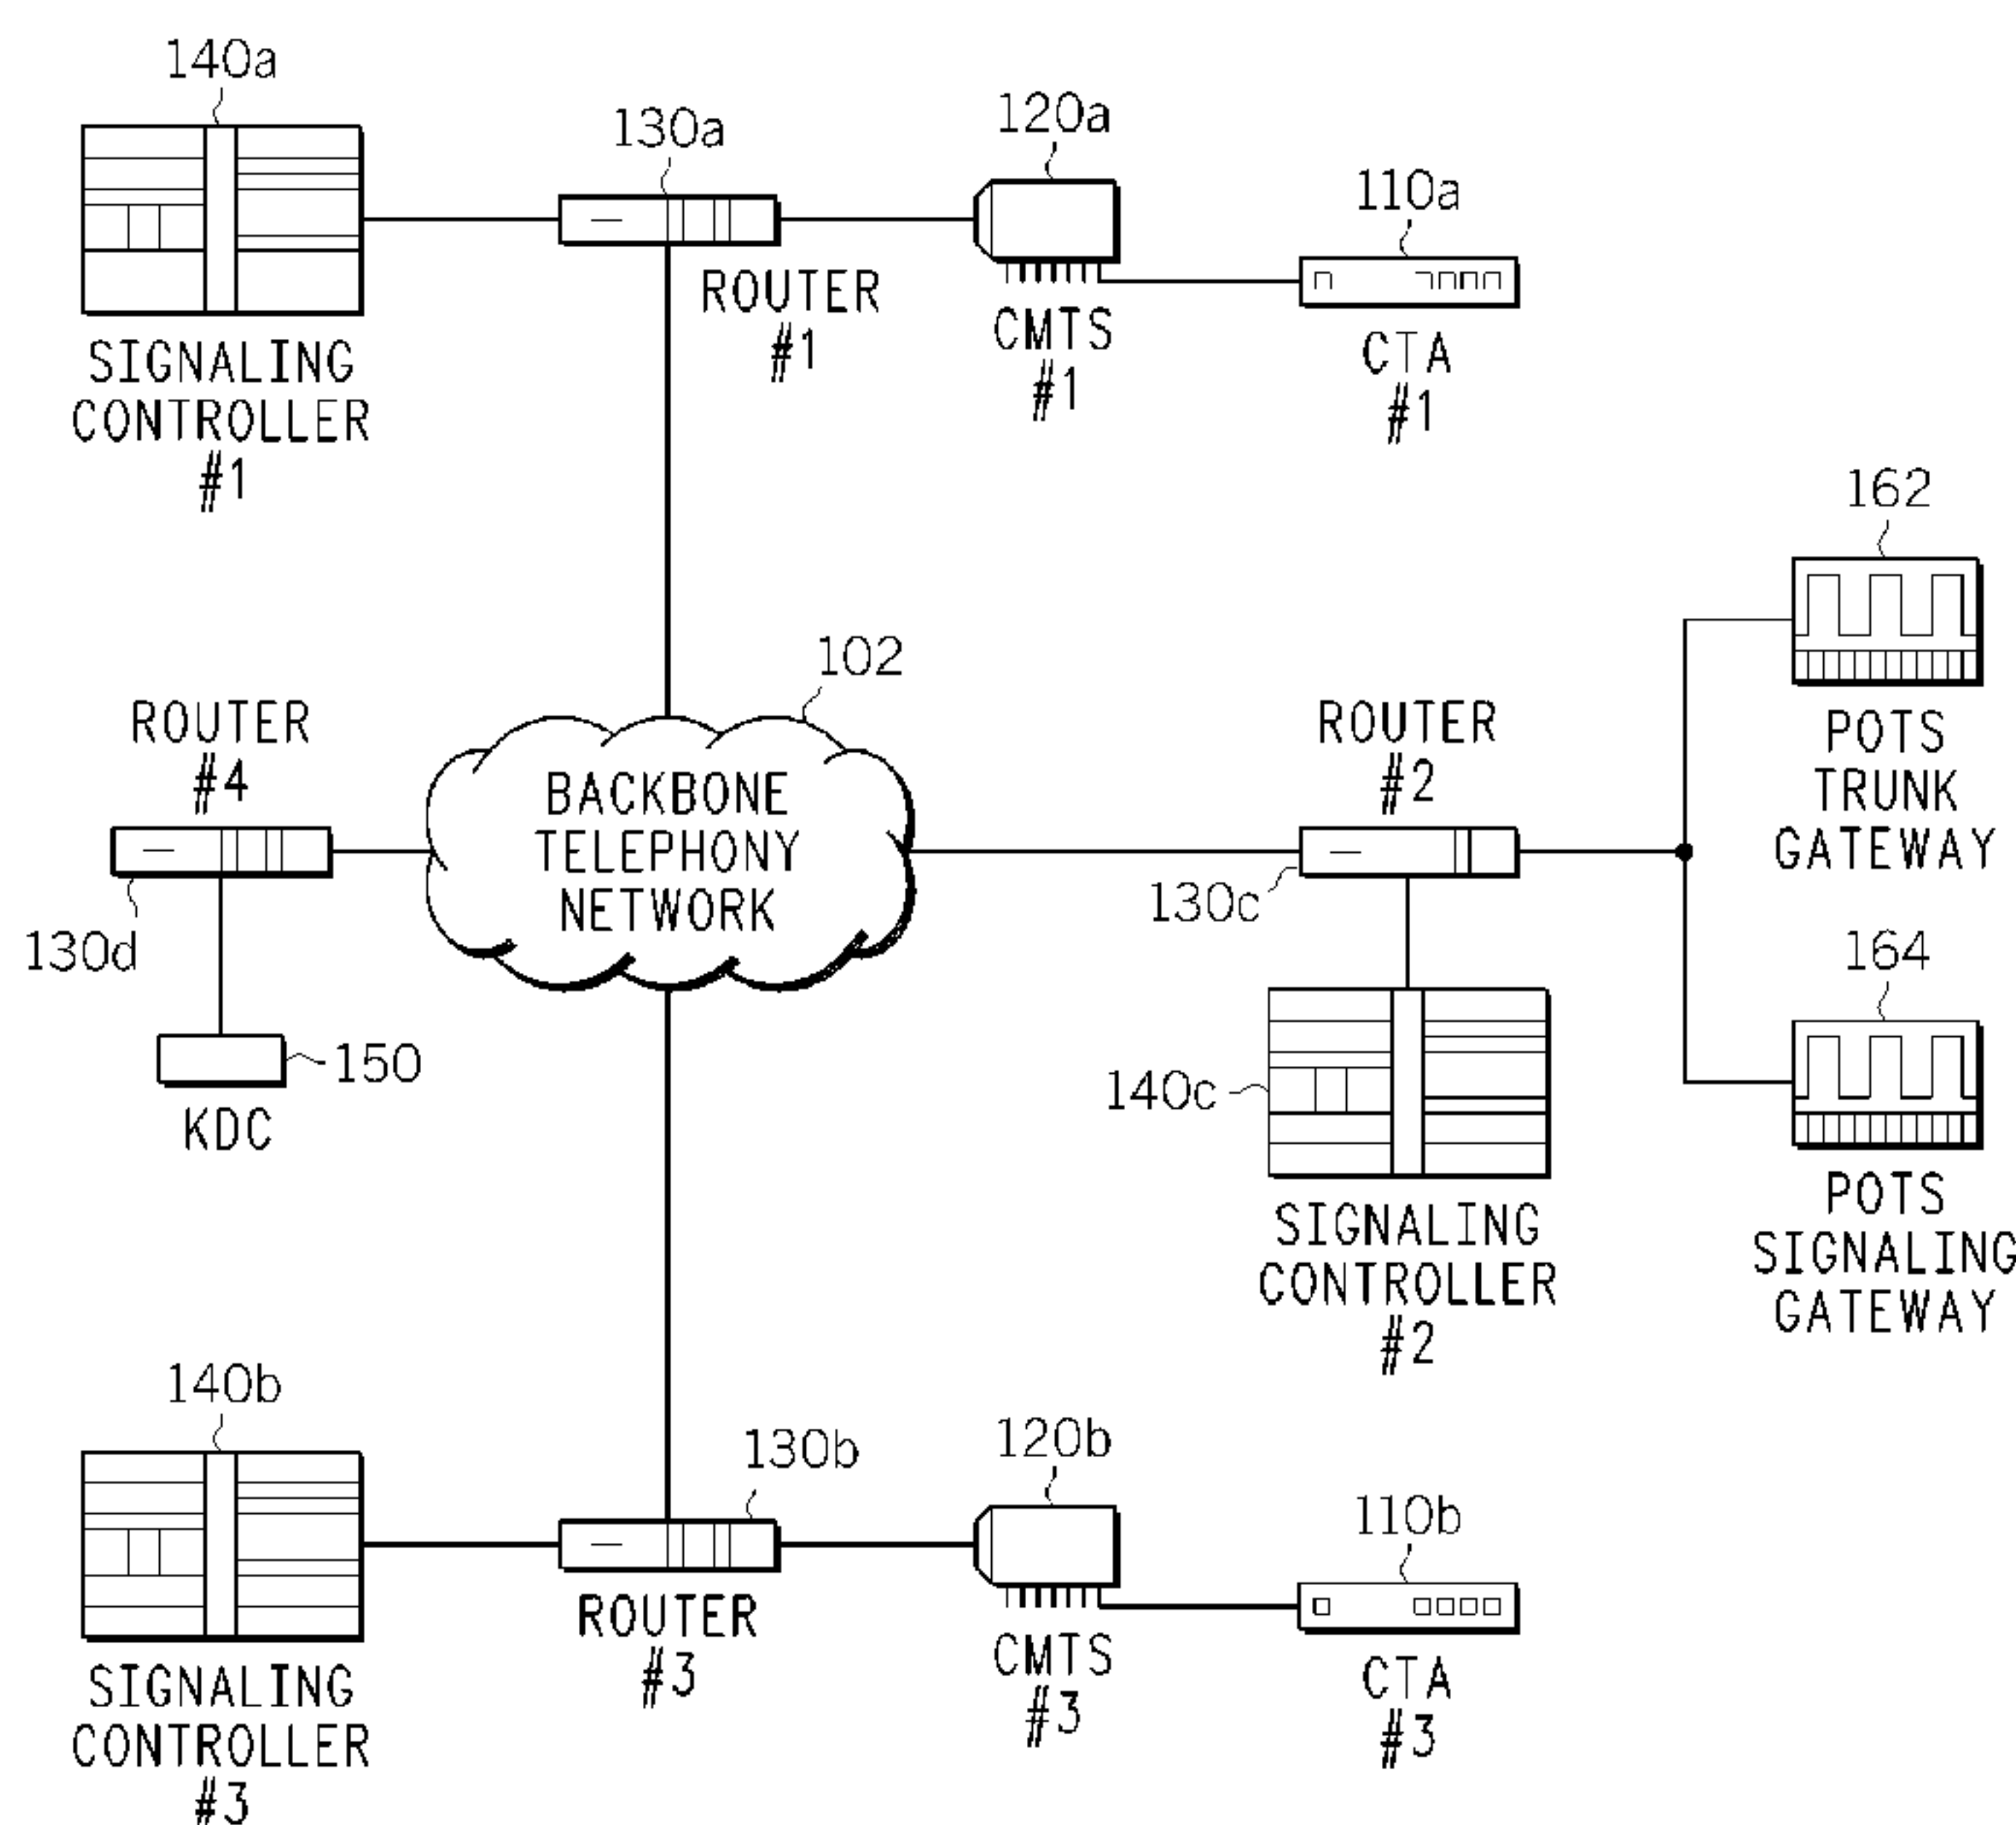 140a
130a
120a
110a
ROUTER
#1
SIGNALING
CONTROLLER
#1
CMTS
#1
CTA
#1
162
102
ROUTER
#4
BACKBONE
TELEPHONY
NETWORK
ROUTER
#2
POTS
TRUNK
GATEWAY
130c
130d
164
150
KDC
140c
SIGNALING
CONTROLLER
#2
POTS
SIGNALING
GATEWAY
140b
130b
120b
110b
ROUTER
#3
SIGNALING
CONTROLLER
#3
CMTS
#3
CTA
#3